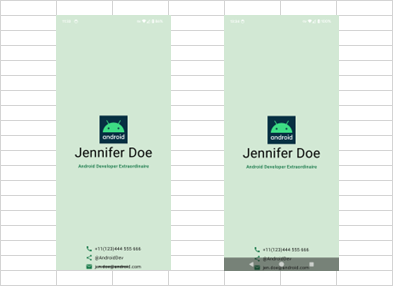 android
Jennifer Doe
Android Developer Extraordinaire
+11(123)444 555 666
@AndroidDev
jen.doe@android.com
android
Jennifer Doe
Android Developer Extraordinaire
+11(123)444 555 666
@AndroidDev
jen.doe@android.com